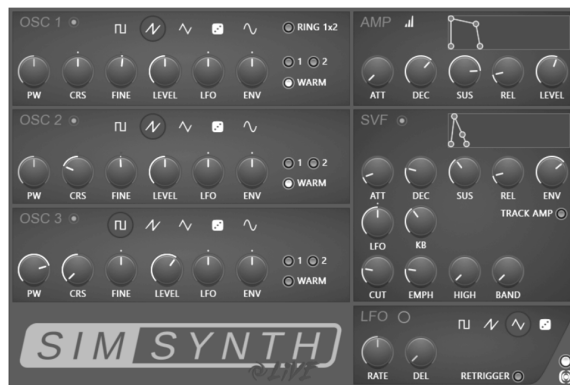 OSC 1
RING 1x2
1 2
WARM
PW CRS FINE LEVEL LFO ENV
OSC 2
1 2
WARM
PW CRS FINE LEVEL LFO ENV
OSC 3
1 2
WARM
PW CRS FINE LEVEL LFO ENV
SIM SYNTH
LIVE
AMP
ATT DEC SUS REL LEVEL
SVF
ATT DEC SUS REL ENV
TRACK AMP
LFO KB
CUT EMPH HIGH BAND
LFO
RATE DEL RETRIGGER